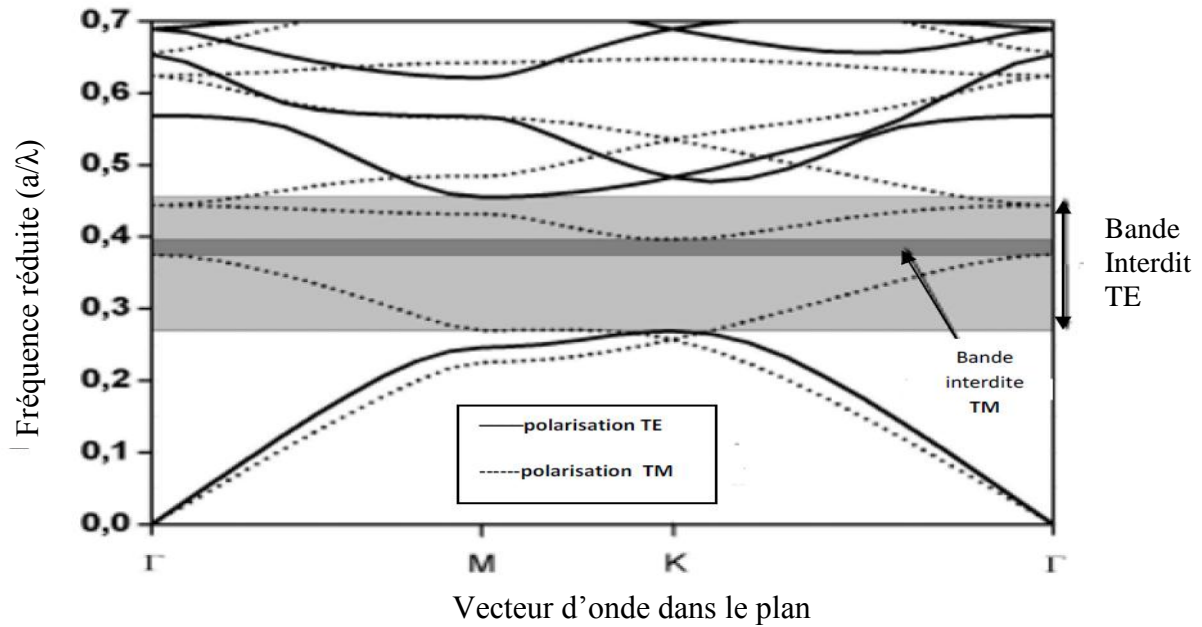 0,7
0,6
0,5
0,4
0,3
0,2
0,1
0,0
Fréquence réduite (a/λ)
Bande
Interdit
TE
Bande
interdite
TM
polarisation TE
polarisation TM
Γ M K Γ
Vecteur d'onde dans le plan